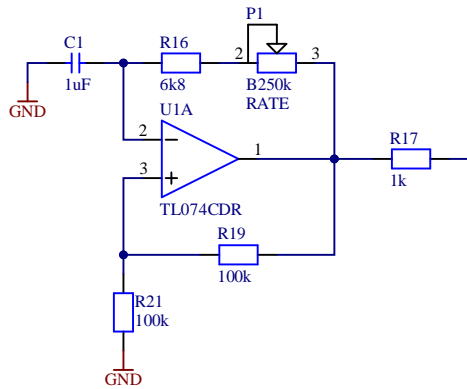 P1
C1
R16
2
3
1uF
6k8
B250k
GND
U1A
RATE
2
1
3
R17
1k
TL074CDR
R19
100k
R21
100k
GND